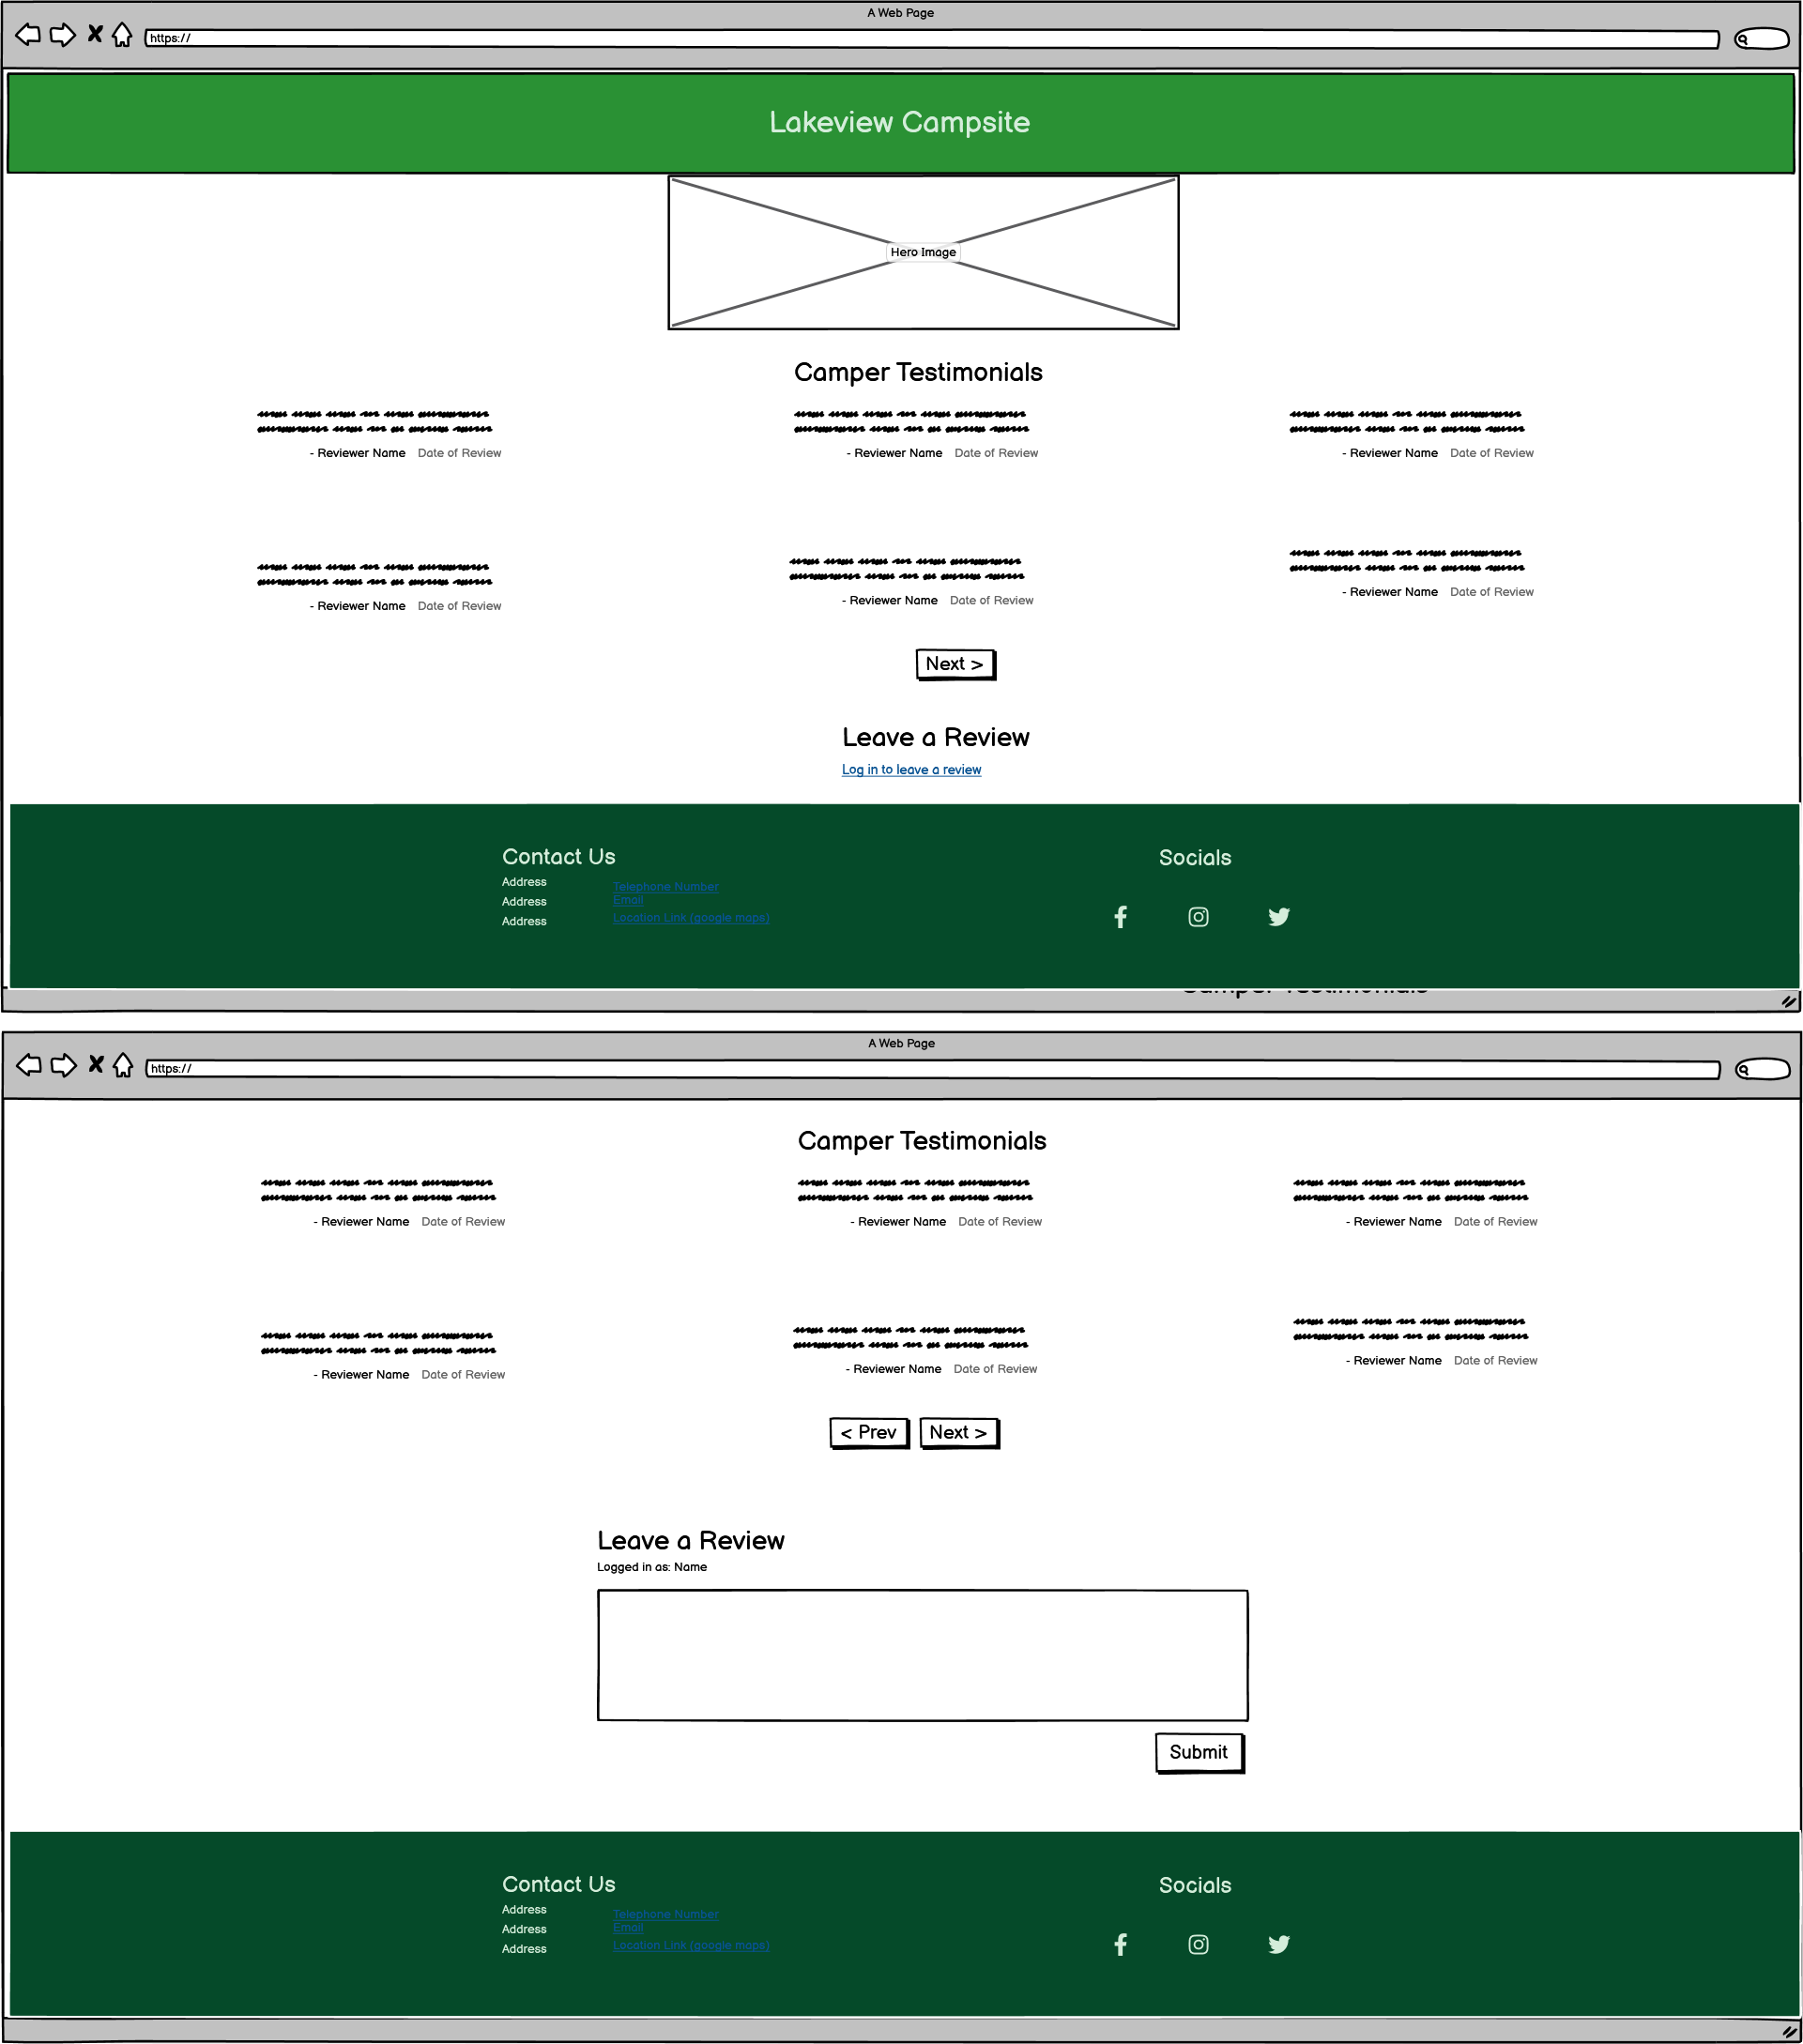 A Web Page
https://
Lakeview Campsite
Hero Image
Camper Testimonials
- Reviewer Name Date of Review
- Reviewer Name Date of Review
- Reviewer Name Date of Review
- Reviewer Name Date of Review
- Reviewer Name Date of Review
- Reviewer Name Date of Review
Next >
Leave a Review
Log in to leave a review
Contact Us
Address
Address
Address
Telephone Number
Email
Location Link (google maps)
Socials
Camper Testimonials
A Web Page
https://
Camper Testimonials
- Reviewer Name Date of Review
- Reviewer Name Date of Review
- Reviewer Name Date of Review
- Reviewer Name Date of Review
- Reviewer Name Date of Review
- Reviewer Name Date of Review
< Prev
Next >
Leave a Review
Logged in as: Name
Submit
Contact Us
Address
Address
Address
Telephone Number
Email
Location Link (google maps)
Socials